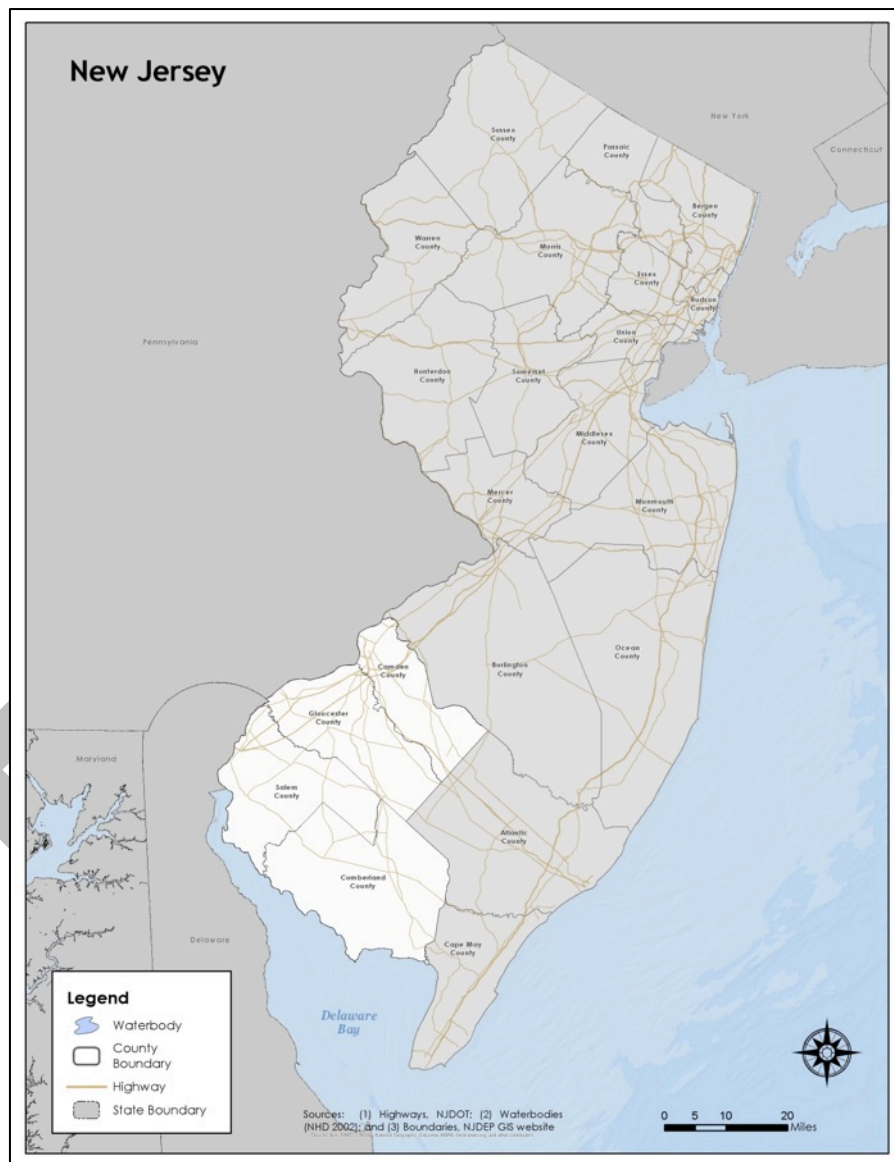 New Jersey
New York
Connecticut
Sussex
County
Passaic
County
Bergen
County
Warren
County
Morris
County
Essex
County
Hudson
County
Union
County
Pennsylvania
Hunterdon
County
Somerset
County
Middlesex
County
Mercer
County
Monmouth
County
Ocean
County
Burlington
County
Camden
County
Gloucester
County
Maryland
Salem
County
Atlantic
County
Cumberland
County
Delaware
Cape May
County
Delaware
Bay
Legend
Waterbody
County
Boundary
Highway
State Boundary
Sources: (1) Highways, NJDOT; (2) Waterbodies
(NHD 2002); and (3) Boundaries, NJDEP GIS website
0 5 10 20
Miles